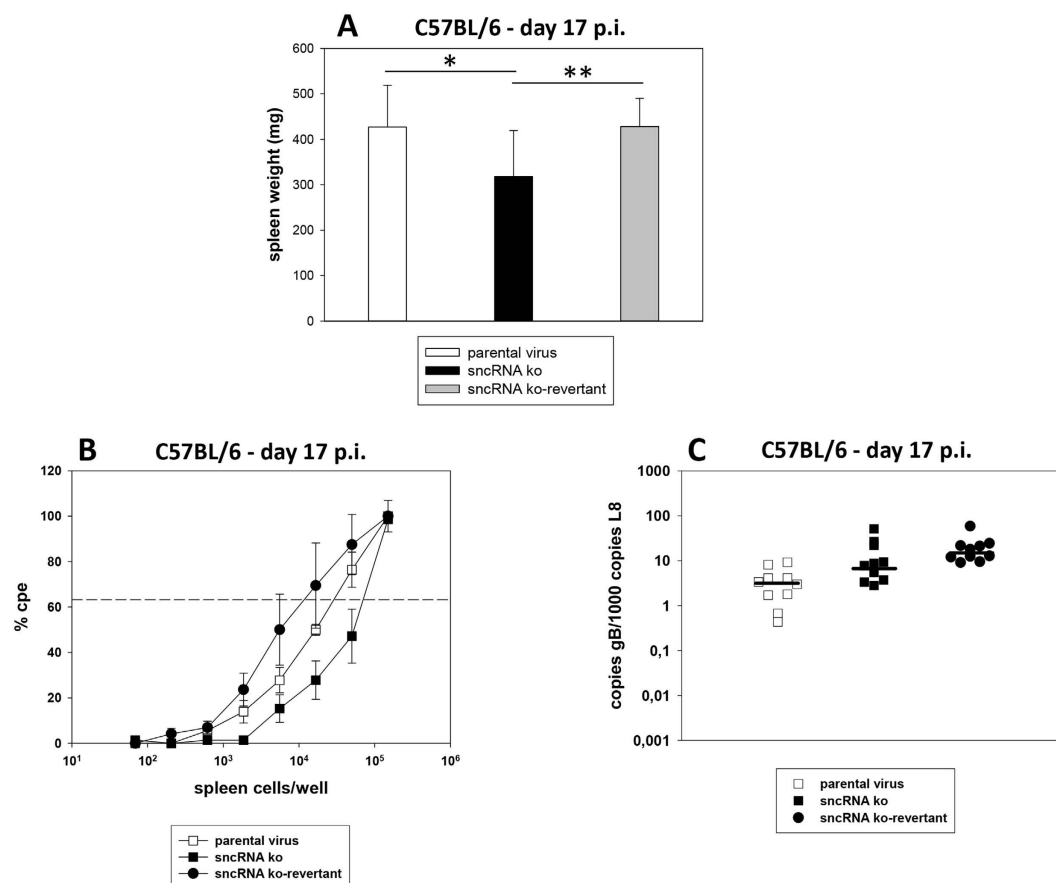 A C57BL/6 - day 17 p.i.
600
500
400
300
200
100
0
spleen weight (mg)
*
**
parental virus
sncRNA ko
sncRNA ko-revertant
B C57BL/6 - day 17 p.i.
120
100
80
60
40
20
0
% cpe
10¹ 10² 10³ 10⁴ 10⁵ 10⁶
spleen cells/well
parental virus
sncRNA ko
sncRNA ko-revertant
C C57BL/6 - day 17 p.i.
1000
100
10
1
0,1
0,01
0,001
copies gB/1000 copies L8
parental virus
sncRNA ko
sncRNA ko-revertant